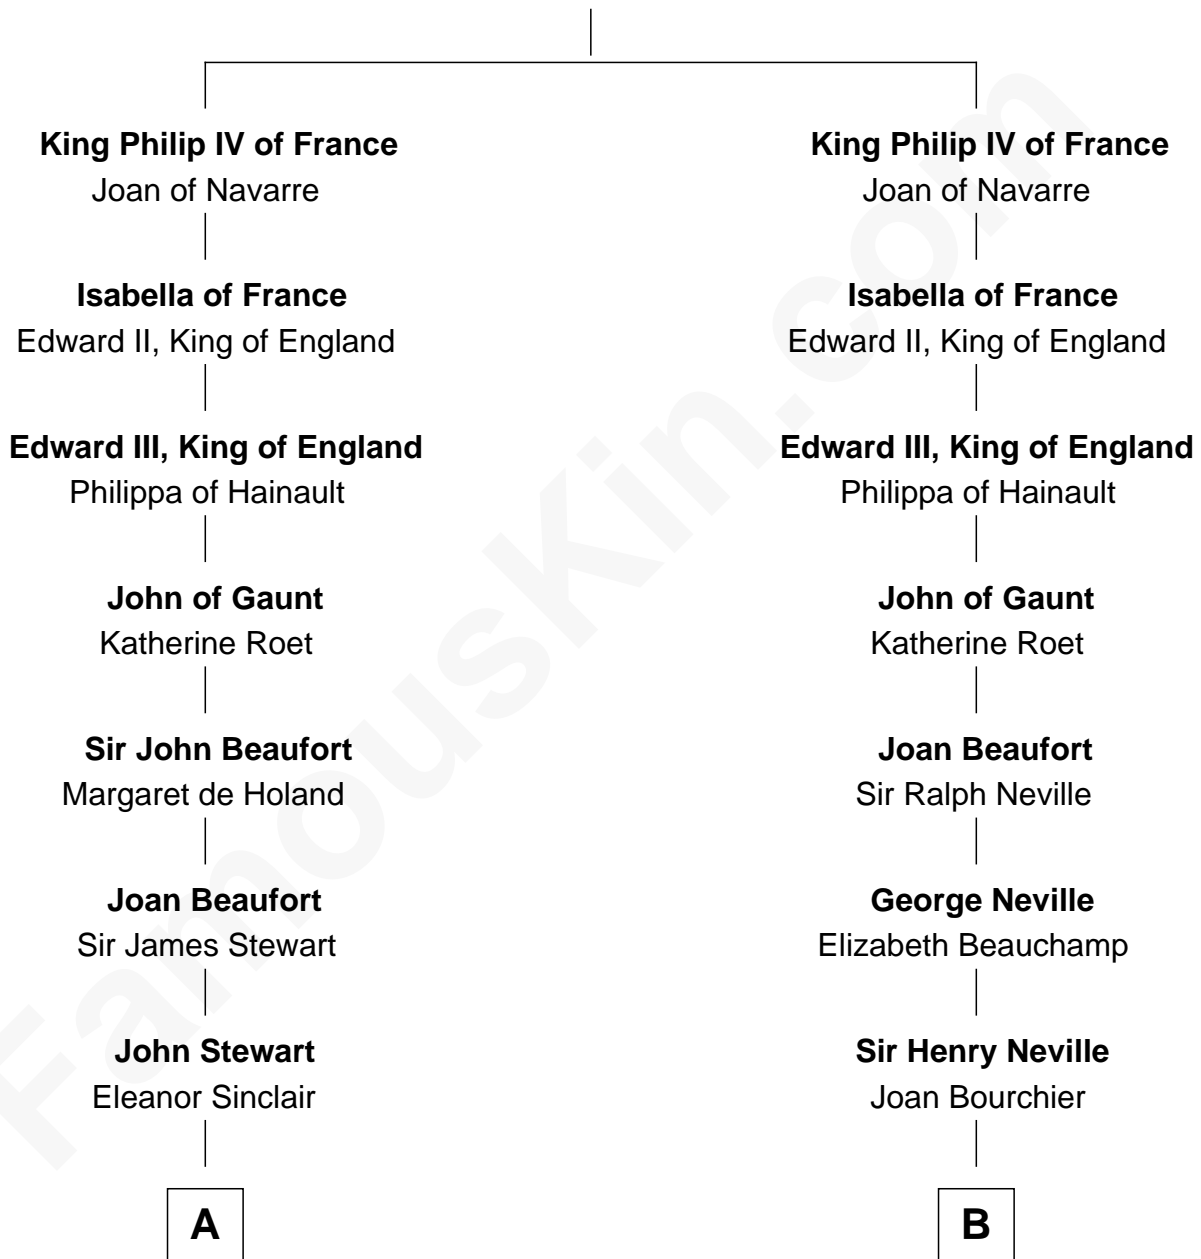 King Philip IV of France
Joan of Navarre
Isabella of France
Edward II, King of England
Edward III, King of England
Philippa of Hainault
John of Gaunt
Katherine Roet
Sir John Beaufort
Margaret de Holand
Joan Beaufort
Sir James Stewart
John Stewart
Eleanor Sinclair
A
King Philip IV of France
Joan of Navarre
Isabella of France
Edward II, King of England
Edward III, King of England
Philippa of Hainault
John of Gaunt
Katherine Roet
Joan Beaufort
Sir Ralph Neville
George Neville
Elizabeth Beauchamp
Sir Henry Neville
Joan Bourchier
B
FamousKin.com